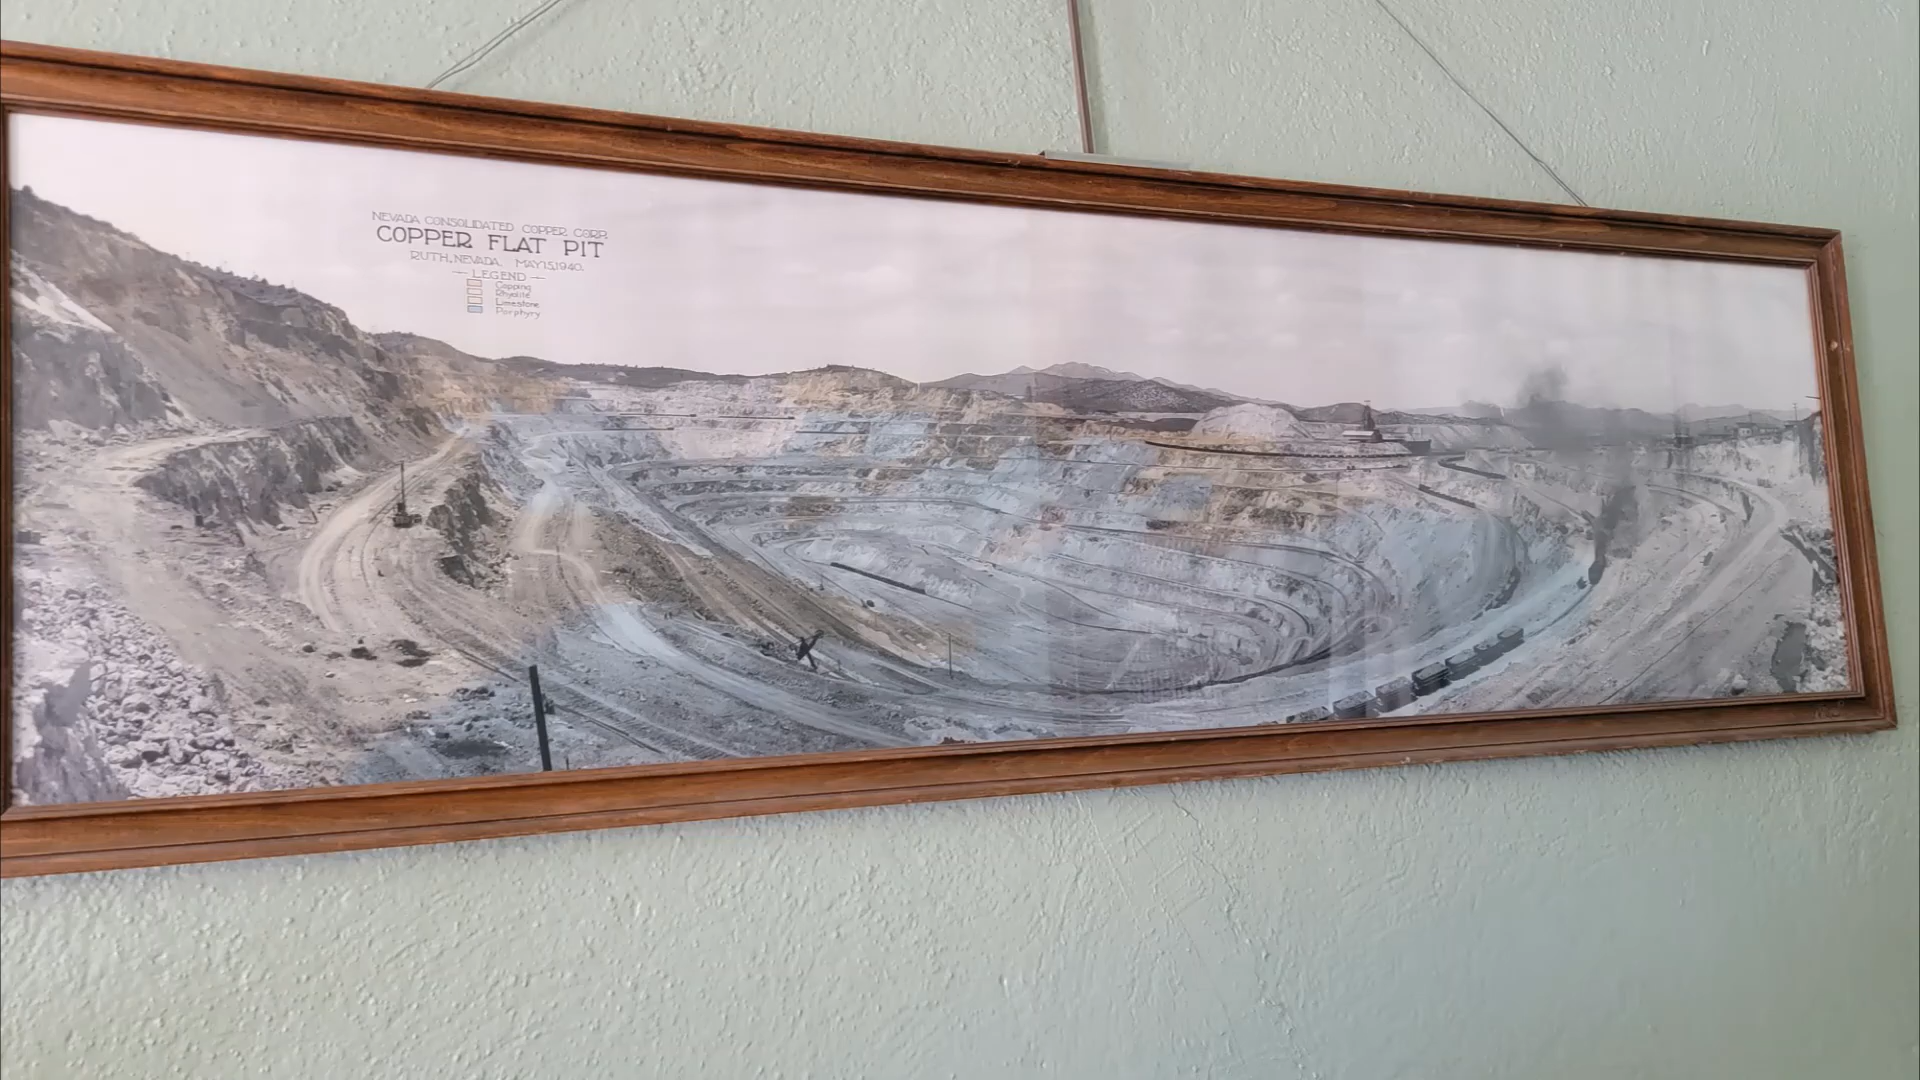 NEVADA CONSOLIDATED COPPER CORP.
COPPER FLAT PIT
RUTH, NEVADA. MAY 15, 1940.
— LEGEND —
Capping
Rhyolite
Limestone
Porphyry